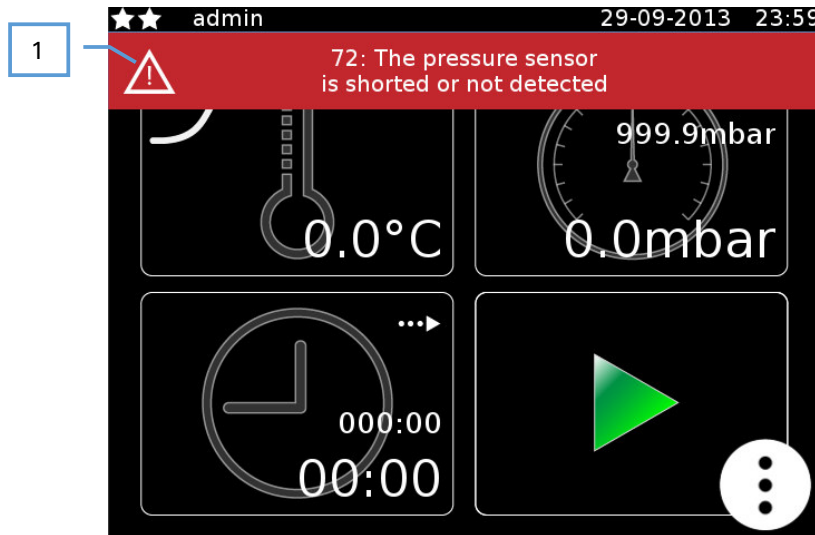 admin 29-09-2013 23:59
1
72: The pressure sensor
is shorted or not detected
999.9mbar
0.0°C 0.0mbar
000:00
00:00